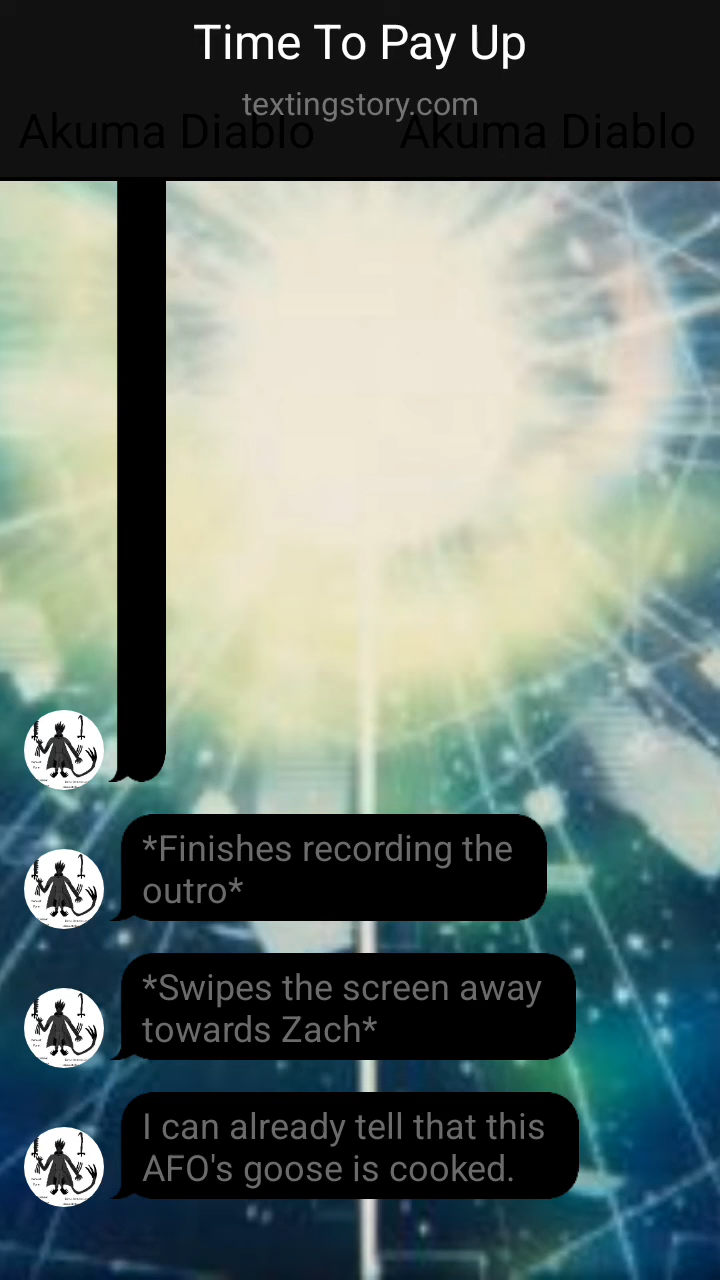 Time To Pay Up
textingstory.com
Akuma Diablo Akuma Diablo
*Finishes recording the
outro*
*Swipes the screen away
towards Zach*
I can already tell that this
AFO's goose is cooked.